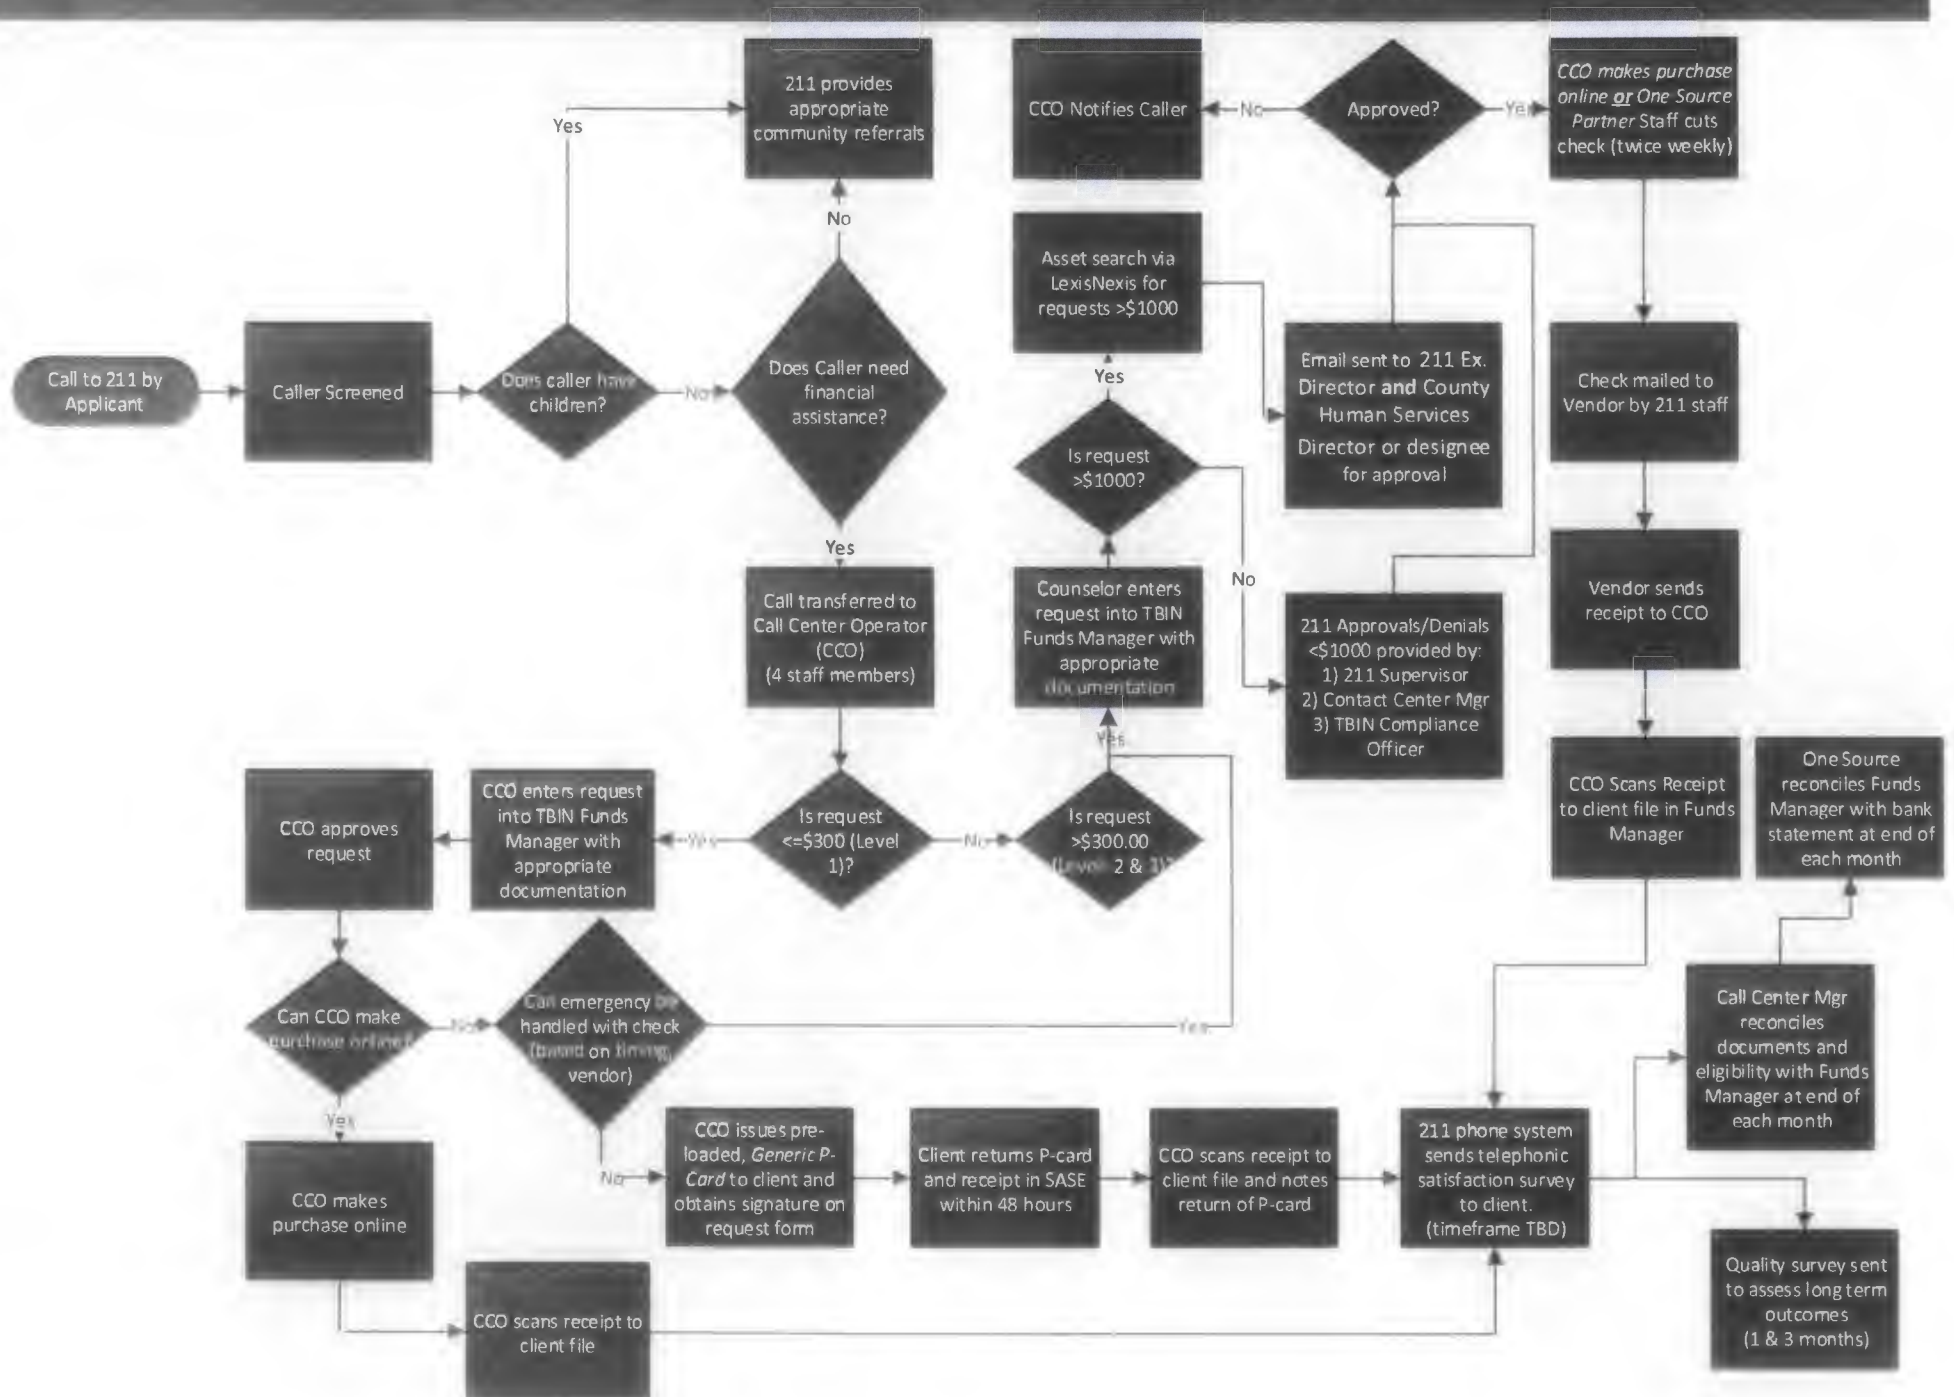 Call to 211 by
Applicant
Caller Screened
Does caller have
children?
Yes
No
211 provides
appropriate
community referrals
No
Does Caller need
financial
assistance?
Yes
Call transferred to
Call Center Operator
(CCO)
(4 staff members)
Is request
<=$300 (Level
1)?
Yes
No
CCO enters request
into TBIN Funds
Manager with
appropriate
documentation
CCO approves
request
Can CCO make
purchase online?
No
Yes
CCO makes
purchase online
CCO scans receipt to
client file
Can emergency be
handled with check
(based on timing,
vendor)
Yes
No
CCO issues pre-
loaded, Generic P-
Card to client and
obtains signature on
request form
Client returns P-card
and receipt in SASE
within 48 hours
CCO scans receipt to
client file and notes
return of P-card
Is request
>$300.00
(Level 2 & 3)?
Yes
Counselor enters
request into TBIN
Funds Manager with
appropriate
documentation
Is request
>$1000?
Yes
No
Asset search via
LexisNexis for
requests >$1000
Email sent to 211 Ex.
Director and County
Human Services
Director or designee
for approval
211 Approvals/Denials
<$1000 provided by:
1) 211 Supervisor
2) Contact Center Mgr
3) TBIN Compliance
Officer
Approved?
No
Yes
CCO Notifies Caller
CCO makes purchase
online or One Source
Partner Staff cuts
check (twice weekly)
Check mailed to
Vendor by 211 staff
Vendor sends
receipt to CCO
CCO Scans Receipt
to client file in Funds
Manager
211 phone system
sends telephonic
satisfaction survey
to client.
(timeframe TBD)
Call Center Mgr
reconciles
documents and
eligibility with Funds
Manager at end of
each month
One Source
reconciles Funds
Manager with bank
statement at end of
each month
Quality survey sent
to assess long term
outcomes
(1 & 3 months)